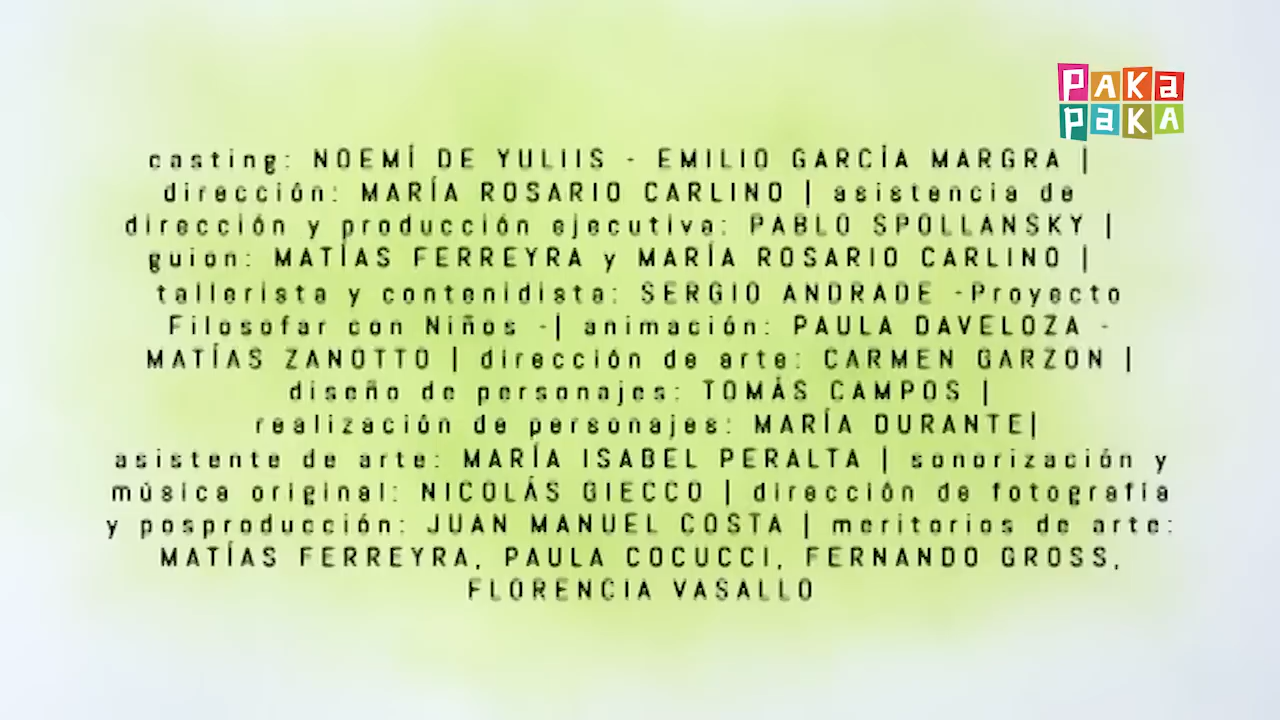 PAKA
PAKA
casting: NOEMÍ DE YULIIS - EMILIO GARCÍA MARGRA |
dirección: MARÍA ROSARIO CARLINO | asistencia de
dirección y producción ejecutiva: PABLO SPOLLANSKY |
guion: MATÍAS FERREYRA y MARÍA ROSARIO CARLINO |
tallerista y contenidista: SERGIO ANDRADE -Proyecto
Filosofar con Niños -| animación: PAULA DAVELOZA -
MATÍAS ZANOTTO | dirección de arte: CARMEN GARZON |
diseño de personajes: TOMÁS CAMPOS |
realización de personajes: MARÍA DURANTE|
asistente de arte: MARÍA ISABEL PERALTA | sonorización y
música original: NICOLÁS GIECCO | dirección de fotografía
y posproducción: JUAN MANUEL COSTA | meritorios de arte:
MATÍAS FERREYRA, PAULA COCUCCI, FERNANDO GROSS,
FLORENCIA VASALLO